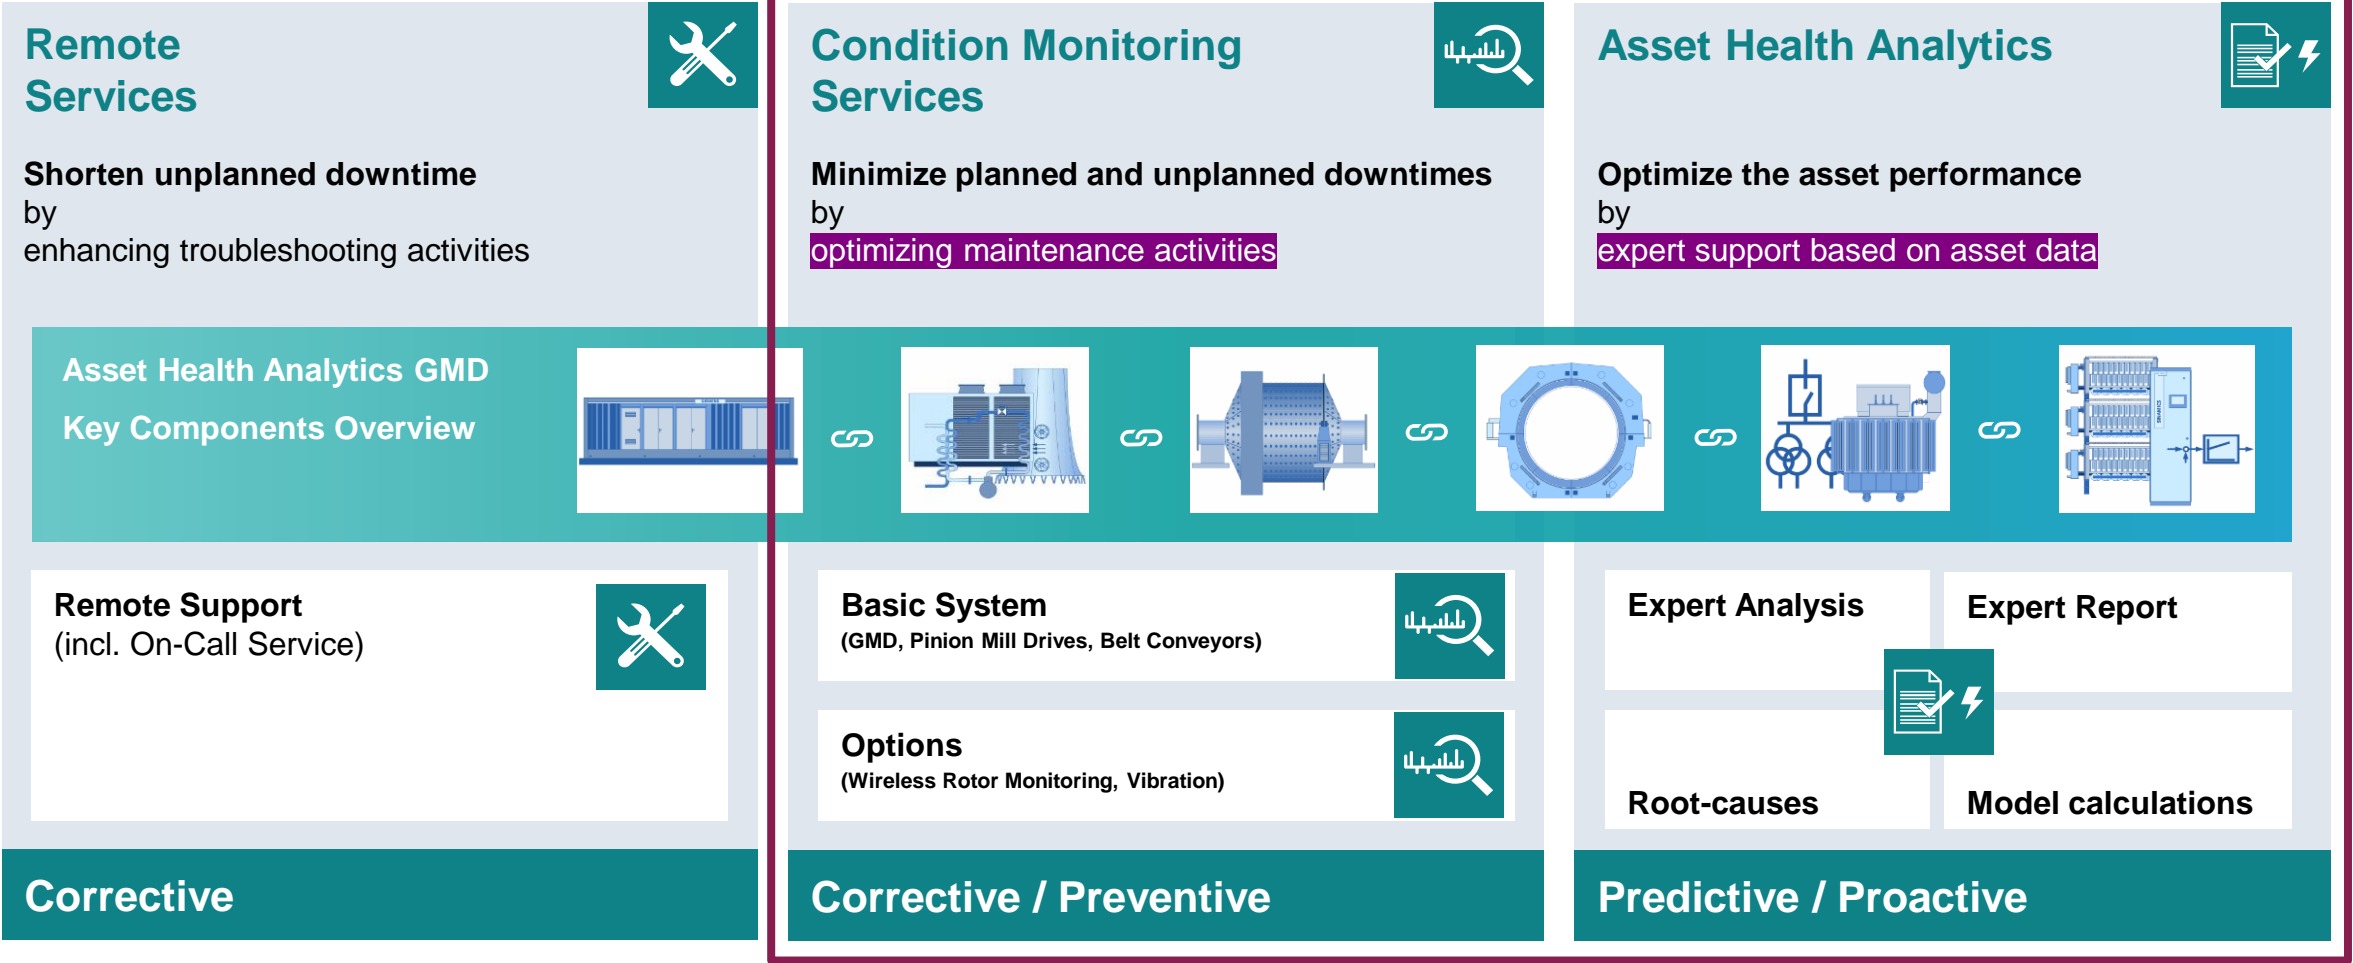 Remote
Services
Shorten unplanned downtime
by
enhancing troubleshooting activities
Condition Monitoring
Services
Minimize planned and unplanned downtimes
by
optimizing maintenance activities
Asset Health Analytics
Optimize the asset performance
by
expert support based on asset data
Asset Health Analytics GMD
Key Components Overview
SINAMICS
Remote Support
(incl. On-Call Service)
Basic System
(GMD, Pinion Mill Drives, Belt Conveyors)
Options
(Wireless Rotor Monitoring, Vibration)
Expert Analysis
Expert Report
Root-causes
Model calculations
Corrective
Corrective / Preventive
Predictive / Proactive